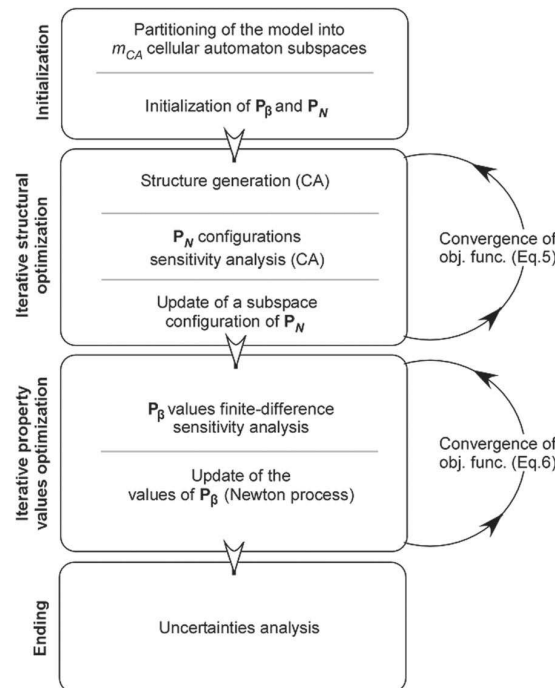 Initialization
Partitioning of the model into
m_CA cellular automaton subspaces
Initialization of P_β and P_N
Iterative structural
optimization
Structure generation (CA)
P_N configurations
sensitivity analysis (CA)
Update of a subspace
configuration of P_N
Convergence of
obj. func. (Eq.5)
Iterative property
values optimization
P_β values finite-difference
sensitivity analysis
Update of the
values of P_β (Newton process)
Convergence of
obj. func. (Eq.6)
Ending
Uncertainties analysis